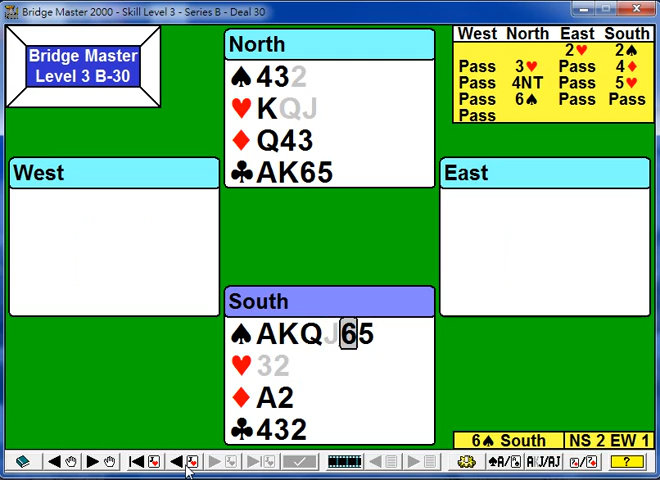 Bridge Master 2000 - Skill Level 3 - Series B - Deal 30
Bridge Master
Level 3 B-30
North
♠ 432
♥ KQJ
♦ Q43
♣ AK65
West North East South
2♥ 2♠
Pass 3♥ Pass 4♦
Pass 4NT Pass 5♥
Pass 6♠ Pass Pass
Pass
West
East
South
♠ AKQJ65
♥ 32
♦ A2
♣ 432
6♠ South NS 2 EW 1
♠A/ AKJ/AJ ?